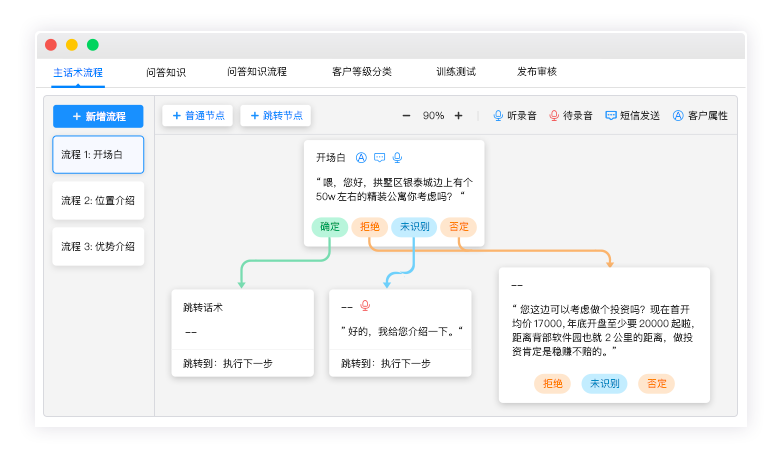 主话术流程 问答知识 问答知识流程 客户等级分类 训练测试 发布审核
+ 新增流程 + 普通节点 + 跳转节点 − 90% + 听录音 待录音 短信发送 客户属性
流程 1: 开场白
流程 2: 位置介绍
流程 3: 优势介绍
开场白
“喂，您好，拱墅区银泰城边上有个
50w左右的精装公寓你考虑吗？“
确定 拒绝 未识别 否定
跳转话术
--
跳转到：执行下一步
--
”好的，我给您介绍一下。“
跳转到：执行下一步
--
“您这边可以考虑做个投资吗？现在首开
均价17000, 年底开盘至少要 20000 起啦，
距离背部软件园也就 2 公里的距离，做投
资肯定是稳赚不赔的。”
拒绝 未识别 否定